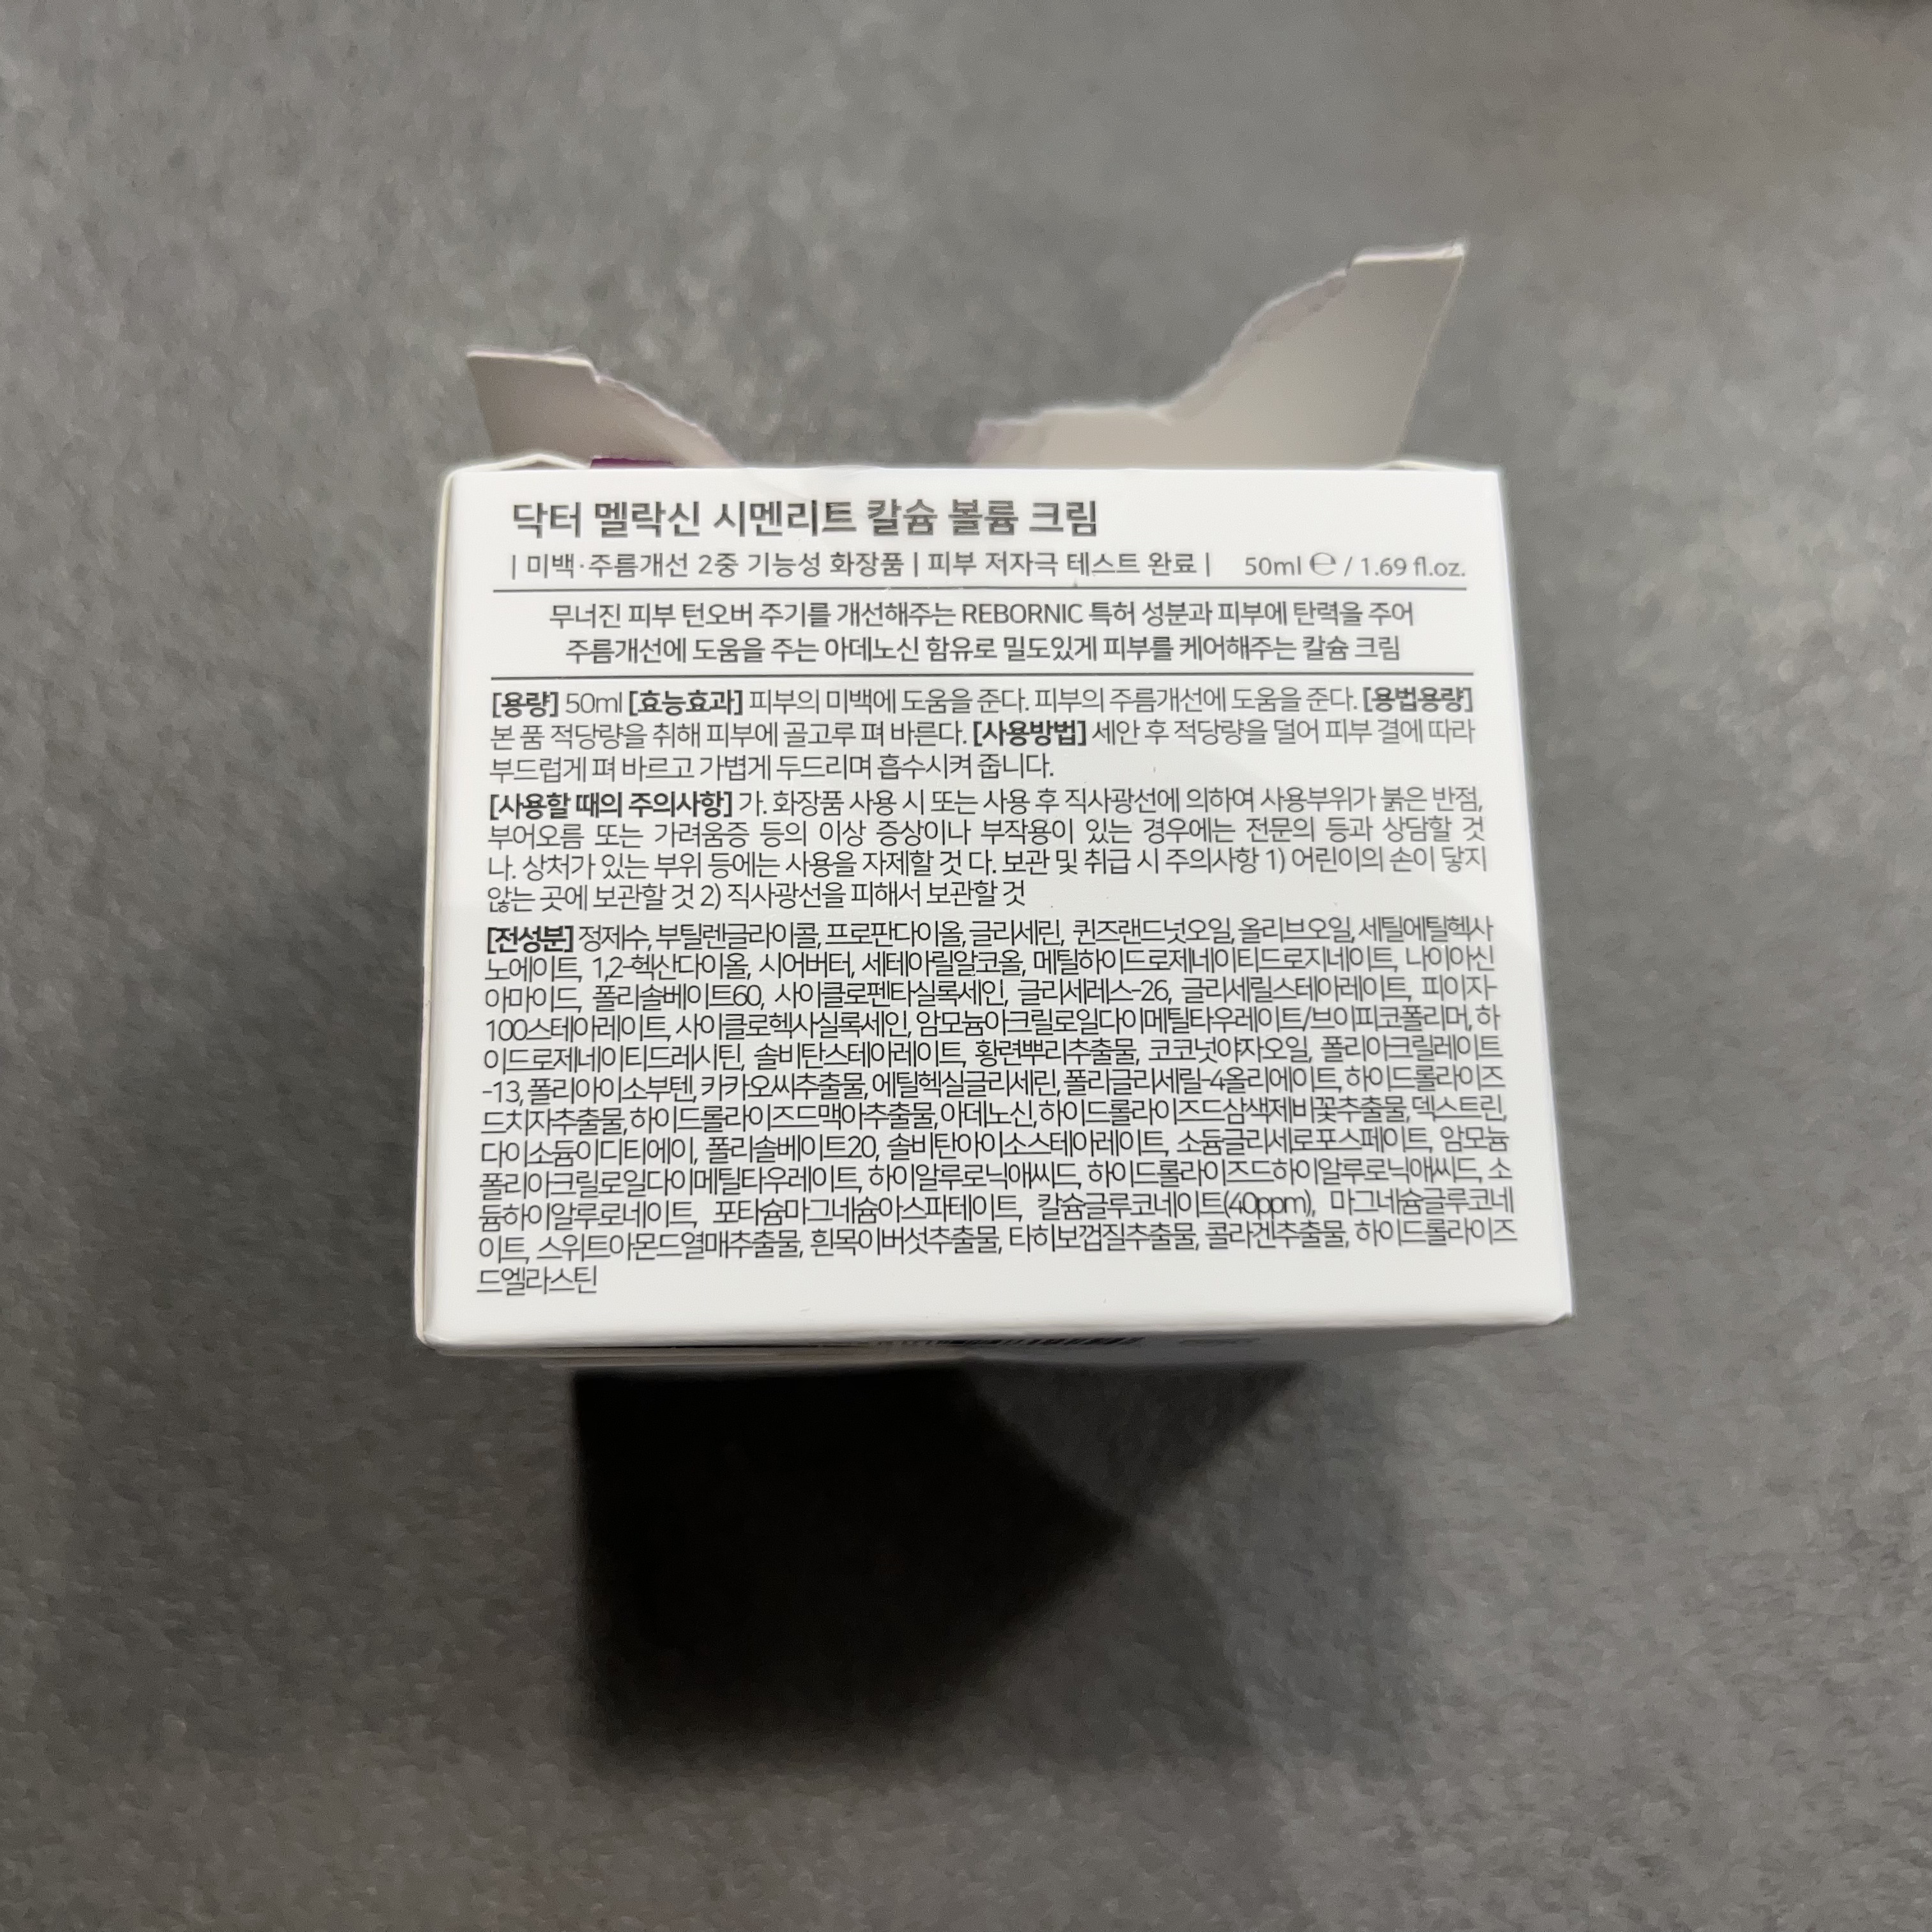 닥터 멜락신 시멘리트 칼슘 볼륨 크림
| 미백·주름개선 2중 기능성 화장품 | 피부 저자극 테스트 완료 | 50ml ℮ / 1.69 fl.oz.
무너진 피부 턴오버 주기를 개선해주는 REBORNIC 특허 성분과 피부에 탄력을 주어
주름개선에 도움을 주는 아데노신 함유로 밀도있게 피부를 케어해주는 칼슘 크림
[용량] 50ml [효능효과] 피부의 미백에 도움을 준다. 피부의 주름개선에 도움을 준다. [용법용량]
본 품 적당량을 취해 피부에 골고루 펴 바른다. [사용방법] 세안 후 적당량을 덜어 피부 결에 따라
부드럽게 펴 바르고 가볍게 두드리며 흡수시켜 줍니다.
[사용할 때의 주의사항] 가. 화장품 사용 시 또는 사용 후 직사광선에 의하여 사용부위가 붉은 반점,
부어오름 또는 가려움증 등의 이상 증상이나 부작용이 있는 경우에는 전문의 등과 상담할 것
나. 상처가 있는 부위 등에는 사용을 자제할 것 다. 보관 및 취급 시 주의사항 1) 어린이의 손이 닿지
않는 곳에 보관할 것 2) 직사광선을 피해서 보관할 것
[전성분] 정제수, 부틸렌글라이콜, 프로판다이올, 글리세린, 퀸즈랜드넛오일, 올리브오일, 세틸에틸헥사
노에이트, 1,2-헥산다이올, 시어버터, 세테아릴알코올, 메틸하이드로제네이티드로지네이트, 나이아신
아마이드, 폴리솔베이트60, 사이클로펜타실록세인, 글리세레스-26, 글리세릴스테아레이트, 피이지-
100스테아레이트, 사이클로헥사실록세인, 암모늄아크릴로일다이메틸타우레이트/브이피코폴리머, 하
이드로제네이티드레시틴, 솔비탄스테아레이트, 황련뿌리추출물, 코코넛야자오일, 폴리아크릴레이트
-13, 폴리아이소부텐, 카카오씨추출물, 에틸헥실글리세린, 폴리글리세릴-4올리에이트, 하이드롤라이즈
드치자추출물, 하이드롤라이즈드맥아추출물, 아데노신, 하이드롤라이즈드삼색제비꽃추출물, 덱스트린,
다이소듐이디티에이, 폴리솔베이트20, 솔비탄아이소스테아레이트, 소듐글리세로포스페이트, 암모늄
폴리아크릴로일다이메틸타우레이트, 하이알루로닉애씨드, 하이드롤라이즈드하이알루로닉애씨드, 소
듐하이알루로네이트, 포타슘마그네슘아스파테이트, 칼슘글루코네이트(40ppm), 마그네슘글루코네
이트, 스위트아몬드열매추출물, 흰목이버섯추출물, 타히보껍질추출물, 콜라겐추출물, 하이드롤라이즈
드엘라스틴